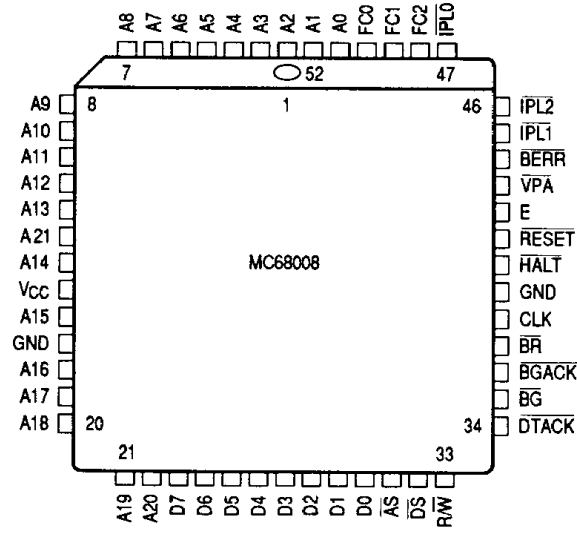 A8 A7 A6 A5 A4 A3 A2 A1 A0 FC0 FC1 FC2 IPL0
7 52 47
A9 8 1 46 IPL2
A10 IPL1
A11 BERR
A12 VPA
A13 E
A21 RESET
A14 MC68008 HALT
VCC GND
A15 CLK
GND BR
A16 BGACK
A17 BG
A18 20 34 DTACK
21 33
A19 A20 D7 D6 D5 D4 D3 D2 D1 D0 AS DS R/W